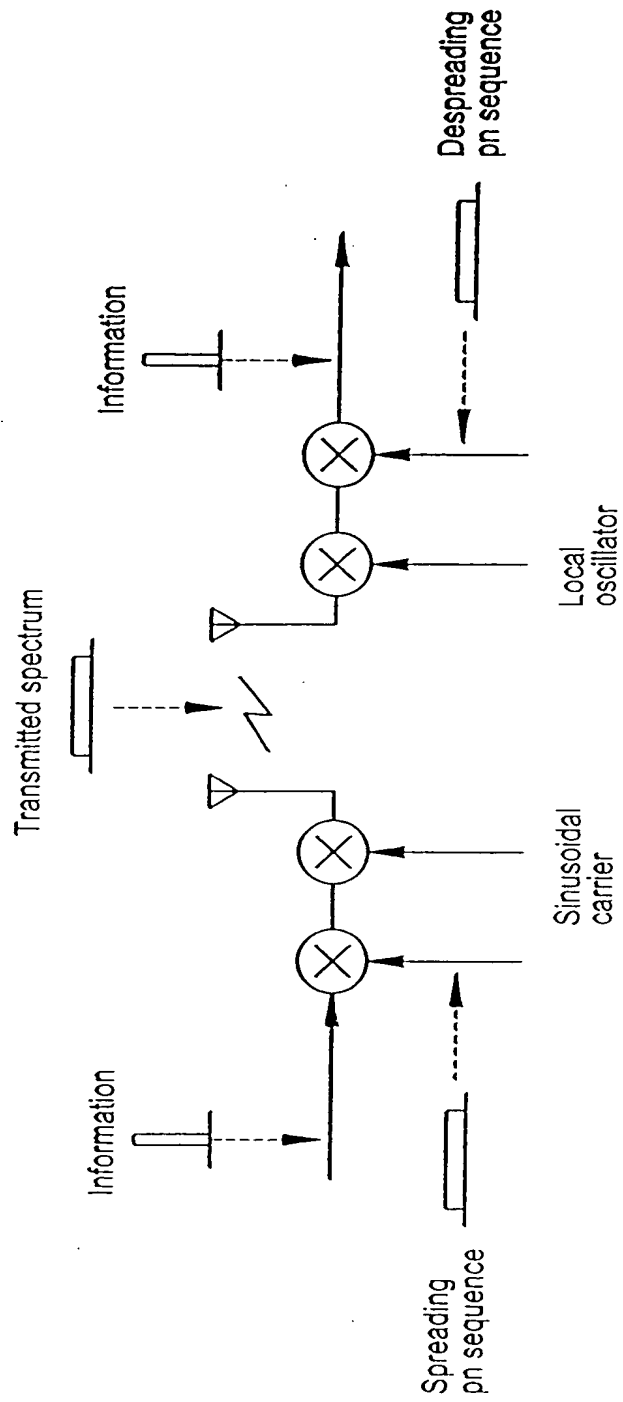 Transmitted spectrum
Information
Information
Spreading
pn sequence
Sinusoidal
carrier
Local
oscillator
Despreading
pn sequence